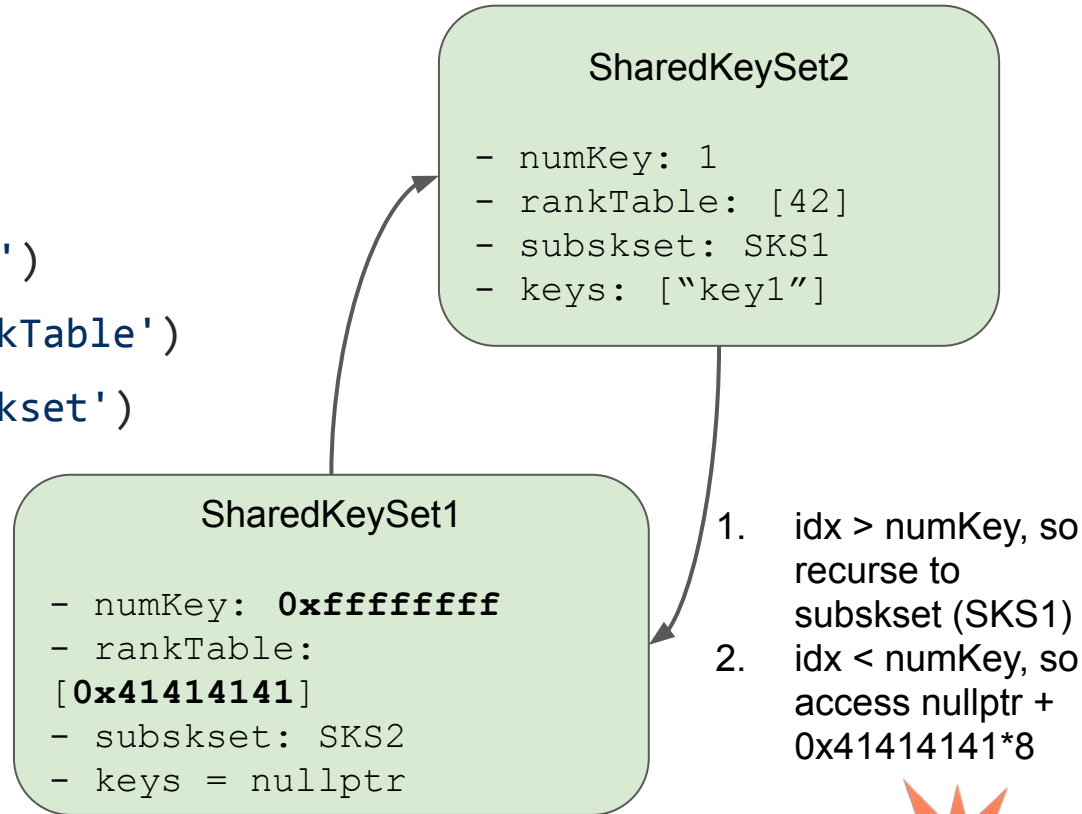 SharedKeySet2
- numKey: 1
- rankTable: [42]
- subskset: SKS1
- keys: [“key1”]
')
kTable')
kset')
SharedKeySet1
- numKey: 0xffffffff
- rankTable:
[0x41414141]
- subskset: SKS2
- keys = nullptr
1. idx > numKey, so
recurse to
subskset (SKS1)
2. idx < numKey, so
access nullptr +
0x41414141*8